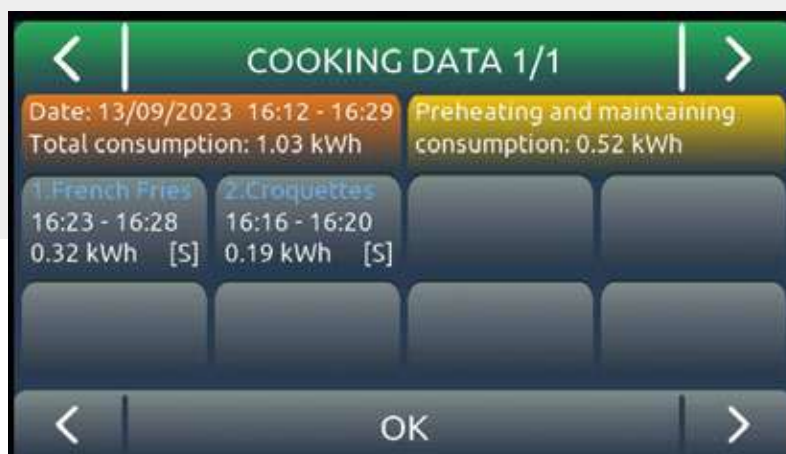 COOKING DATA 1/1
Date: 13/09/2023 16:12 - 16:29
Total consumption: 1.03 kWh
Preheating and maintaining
consumption: 0.52 kWh
1.French Fries
16:23 - 16:28
0.32 kWh [S]
2.Croquettes
16:16 - 16:20
0.19 kWh [S]
OK